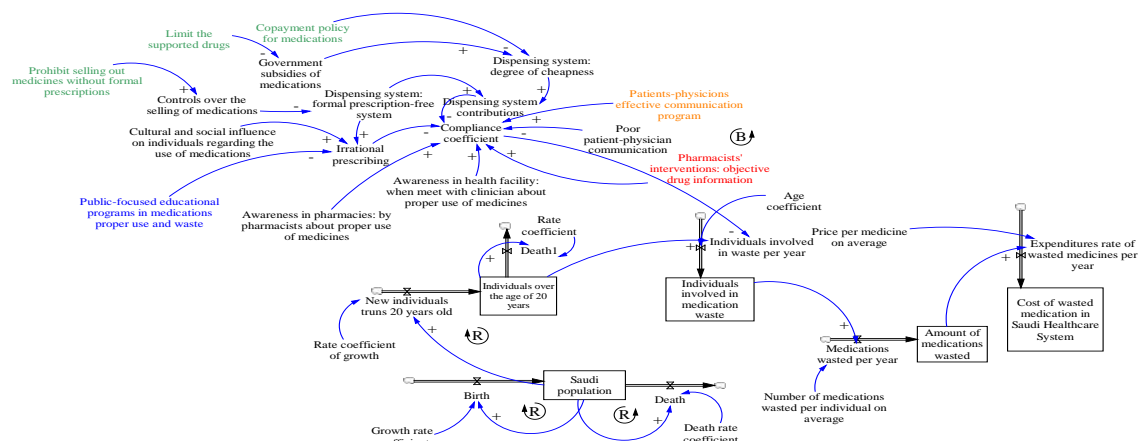 Limit the
supported drugs
Copayment policy
for medications
Prohibit selling out
medicines without formal
prescriptions
Government
subsidies of
medications
Dispensing system:
degree of cheapness
Controls over the
selling of medications
Dispensing system:
formal prescription-free
system
Dispensing system
contributions
Patients-physicions
effective communication
program
Cultural and social influence
on individuals regarding the
use of medications
Irrational
prescribing
Compliance
coefficient
Poor
patient-physician
communication
B
Public-focused educational
programs in medications
proper use and waste
Awareness in pharmacies: by
pharmacists about proper use
of medicines
Awareness in health facility:
when meet with clinician about
proper use of medicines
Pharmacists'
interventions: objective
drug information
Age
coefficient
Rate
coefficient
Death1
Individuals involved
in waste per year
Price per medicine
on average
Expenditures rate of
wasted medicines per
year
New individuals
truns 20 years old
Individuals over
the age of 20
years
Individuals
involved in
medication
waste
Cost of wasted
medication in
Saudi Healthcare
System
Rate coefficient
of growth
R
Medications
wasted per year
Amount of
medications
wasted
Number of medications
wasted per individual on
average
Saudi
population
Birth
R
R
Death
Growth rate
Death rate
coefficient